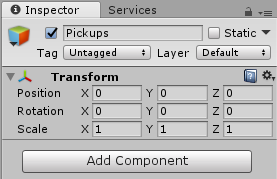 Inspector Services
Pickups Static
Tag Untagged Layer Default
Transform
Position X 0 Y 0 Z 0
Rotation X 0 Y 0 Z 0
Scale X 1 Y 1 Z 1
Add Component